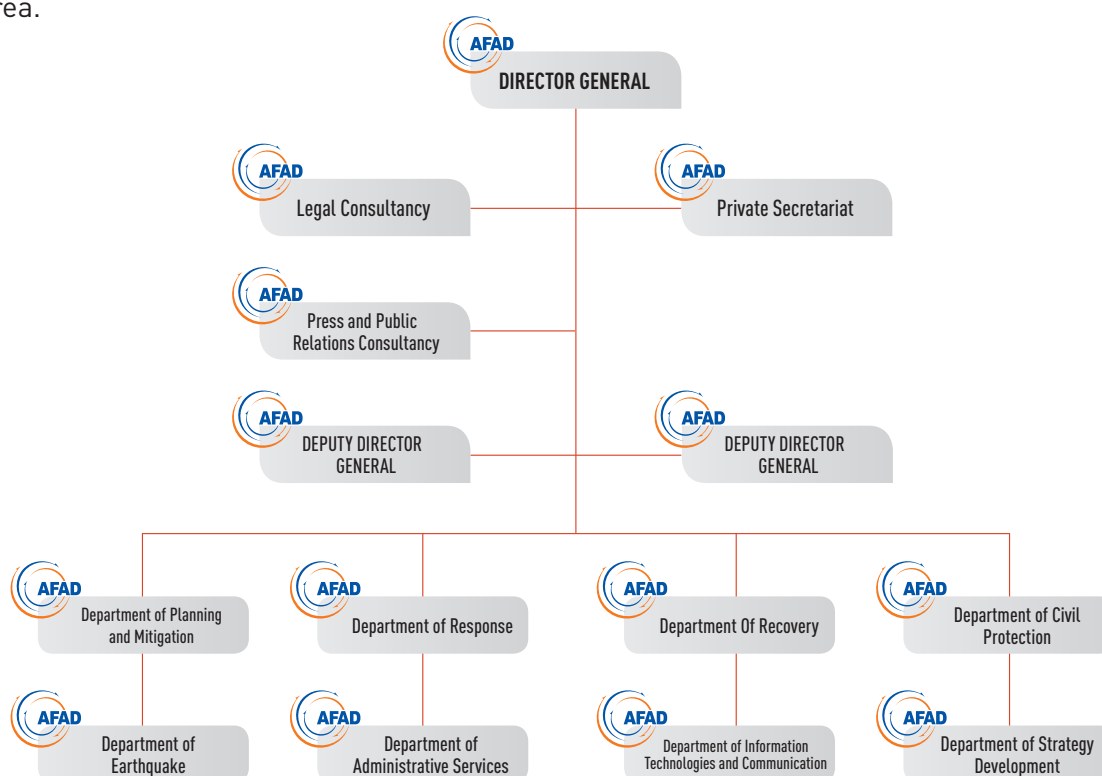 rea.
AFAD
DIRECTOR GENERAL
AFAD
Legal Consultancy
AFAD
Private Secretariat
AFAD
Press and Public
Relations Consultancy
AFAD
DEPUTY DIRECTOR
GENERAL
AFAD
DEPUTY DIRECTOR
GENERAL
AFAD
Department of Planning
and Mitigation
AFAD
Department of Response
AFAD
Department Of Recovery
AFAD
Department of Civil
Protection
AFAD
Department of
Earthquake
AFAD
Department of
Administrative Services
AFAD
Department of Information
Technologies and Communication
AFAD
Department of Strategy
Development